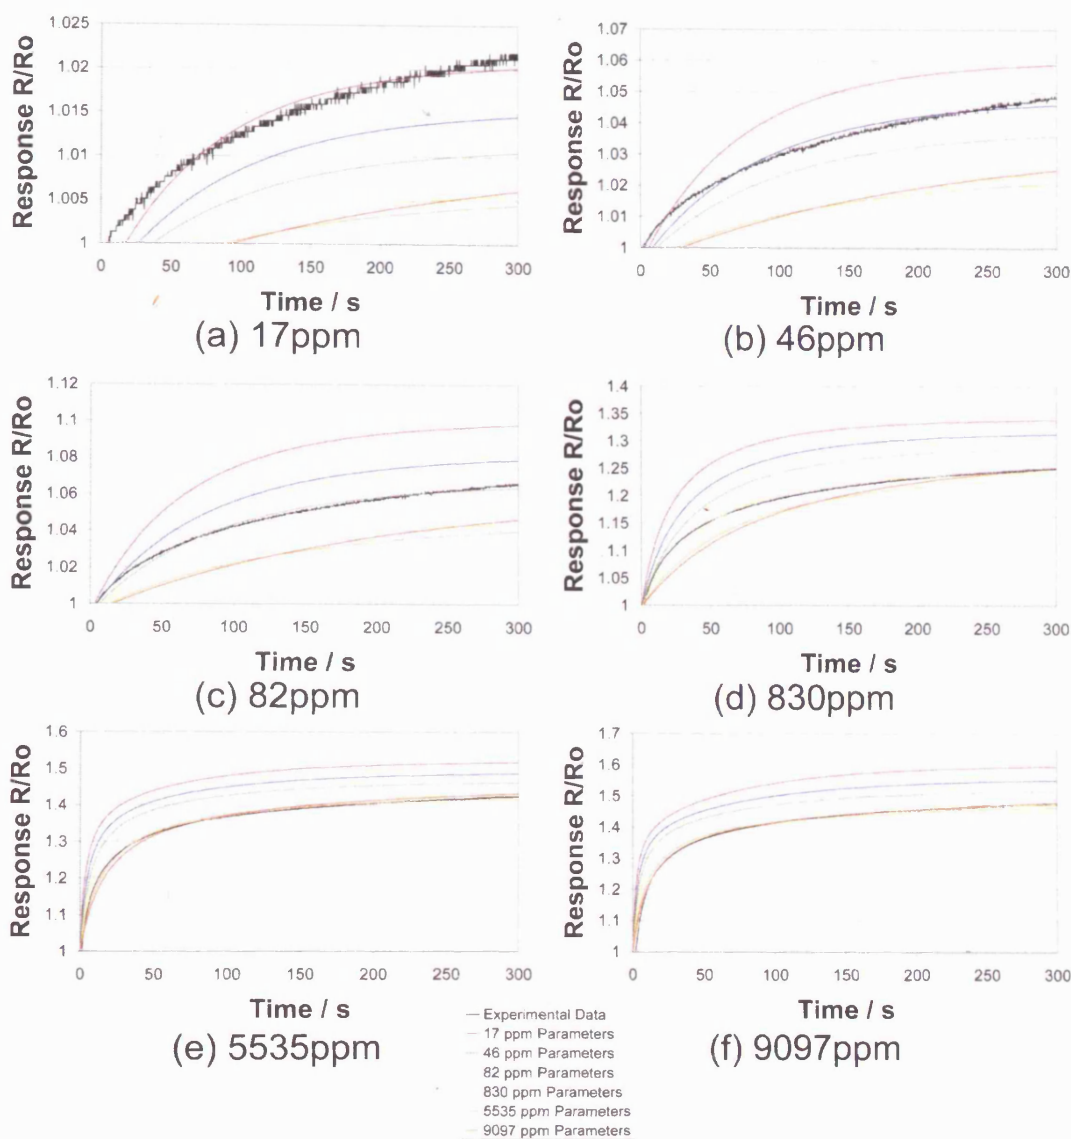 Response R/Ro
1.025
1.02
1.015
1.01
1.005
1
0 50 100 150 200 250 300
Time / s
(a) 17ppm
Response R/Ro
1.07
1.06
1.05
1.04
1.03
1.02
1.01
1
0 50 100 150 200 250 300
Time / s
(b) 46ppm
Response R/Ro
1.12
1.1
1.08
1.06
1.04
1.02
1
0 50 100 150 200 250 300
Time / s
(c) 82ppm
Response R/Ro
1.4
1.35
1.3
1.25
1.2
1.15
1.1
1.05
1
0 50 100 150 200 250 300
Time / s
(d) 830ppm
Response R/Ro
1.6
1.5
1.4
1.3
1.2
1.1
1
0 50 100 150 200 250 300
Time / s
(e) 5535ppm
Response R/Ro
1.7
1.6
1.5
1.4
1.3
1.2
1.1
1
0 50 100 150 200 250 300
Time / s
(f) 9097ppm
Experimental Data
17 ppm Parameters
46 ppm Parameters
82 ppm Parameters
830 ppm Parameters
5535 ppm Parameters
9097 ppm Parameters